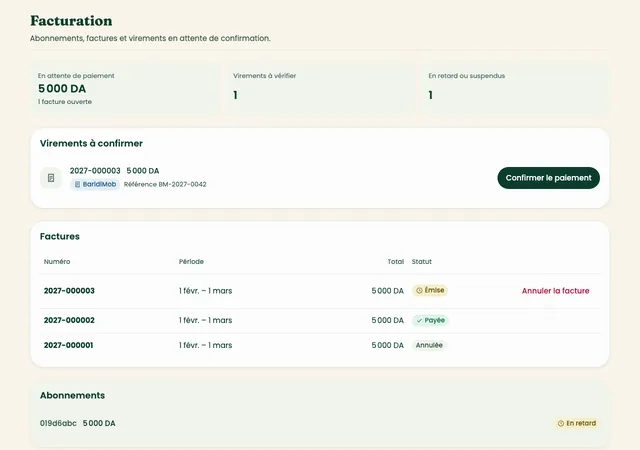 Facturation
Abonnements, factures et virements en attente de confirmation.
En attente de paiement
5 000 DA
1 facture ouverte
Virements à vérifier
1
En retard ou suspendus
1
Virements à confirmer
2027-000003 5 000 DA
BaridiMob Référence BM-2027-0042
Confirmer le paiement
Factures
Numéro Période Total Statut
2027-000003 1 févr. – 1 mars 5 000 DA Émise Annuler la facture
2027-000002 1 févr. – 1 mars 5 000 DA Payée
2027-000001 1 févr. – 1 mars 5 000 DA Annulée
Abonnements
019d6abc 5 000 DA En retard